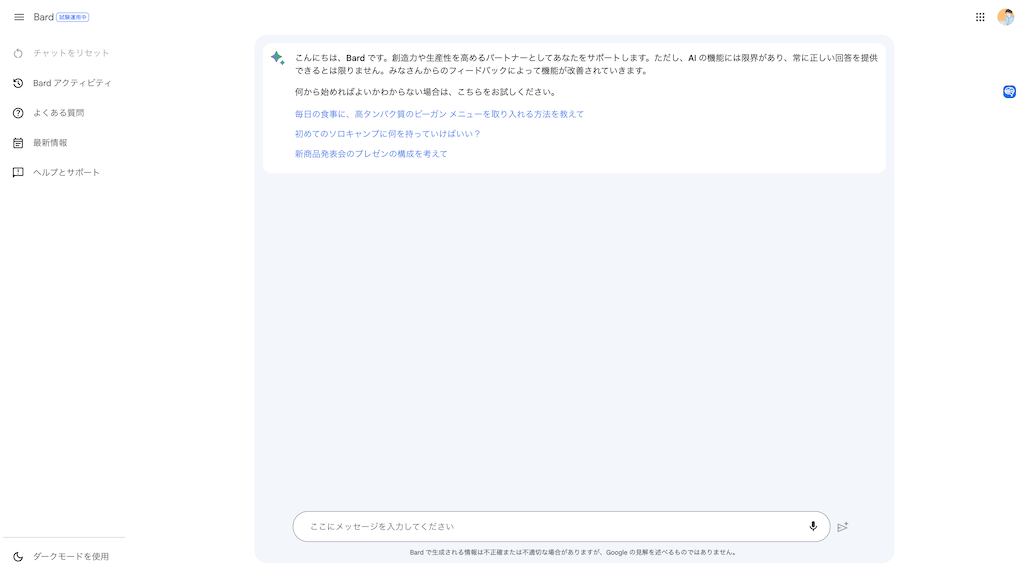 Bard 試験運用中
チャットをリセット
Bard アクティビティ
よくある質問
最新情報
ヘルプとサポート
ダークモードを使用
こんにちは、Bard です。創造力や生産性を高めるパートナーとしてあなたをサポートします。ただし、AI の機能には限界があり、常に正しい回答を提供
できるとは限りません。みなさんからのフィードバックによって機能が改善されていきます。
何から始めればよいかわからない場合は、こちらをお試しください。
毎日の食事に、高タンパク質のビーガン メニューを取り入れる方法を教えて
初めてのソロキャンプに何を持っていけばいい？
新商品発表会のプレゼンの構成を考えて
ここにメッセージを入力してください
Bard で生成される情報は不正確または不適切な場合がありますが、Google の見解を述べるものではありません。